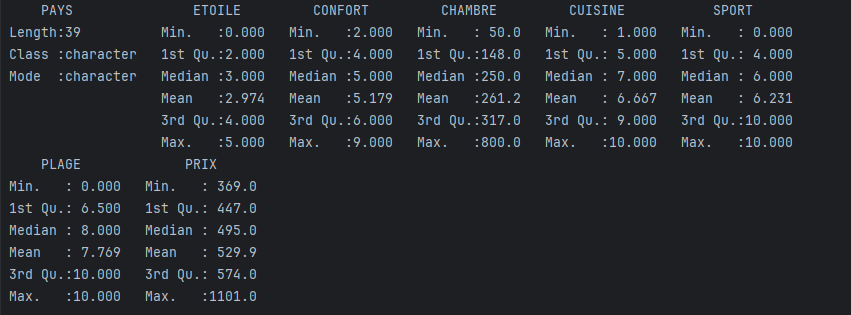 PAYS ETOILE CONFORT CHAMBRE CUISINE SPORT
Length:39 Min. :0.000 Min. :2.000 Min. : 50.0 Min. : 1.000 Min. : 0.000
Class :character 1st Qu.:2.000 1st Qu.:4.000 1st Qu.:148.0 1st Qu.: 5.000 1st Qu.: 4.000
Mode :character Median :3.000 Median :5.000 Median :250.0 Median : 7.000 Median : 6.000
Mean :2.974 Mean :5.179 Mean :261.2 Mean : 6.667 Mean : 6.231
3rd Qu.:4.000 3rd Qu.:6.000 3rd Qu.:317.0 3rd Qu.: 9.000 3rd Qu.:10.000
Max. :5.000 Max. :9.000 Max. :800.0 Max. :10.000 Max. :10.000
PLAGE PRIX
Min. : 0.000 Min. : 369.0
1st Qu.: 6.500 1st Qu.: 447.0
Median : 8.000 Median : 495.0
Mean : 7.769 Mean : 529.9
3rd Qu.:10.000 3rd Qu.: 574.0
Max. :10.000 Max. :1101.0